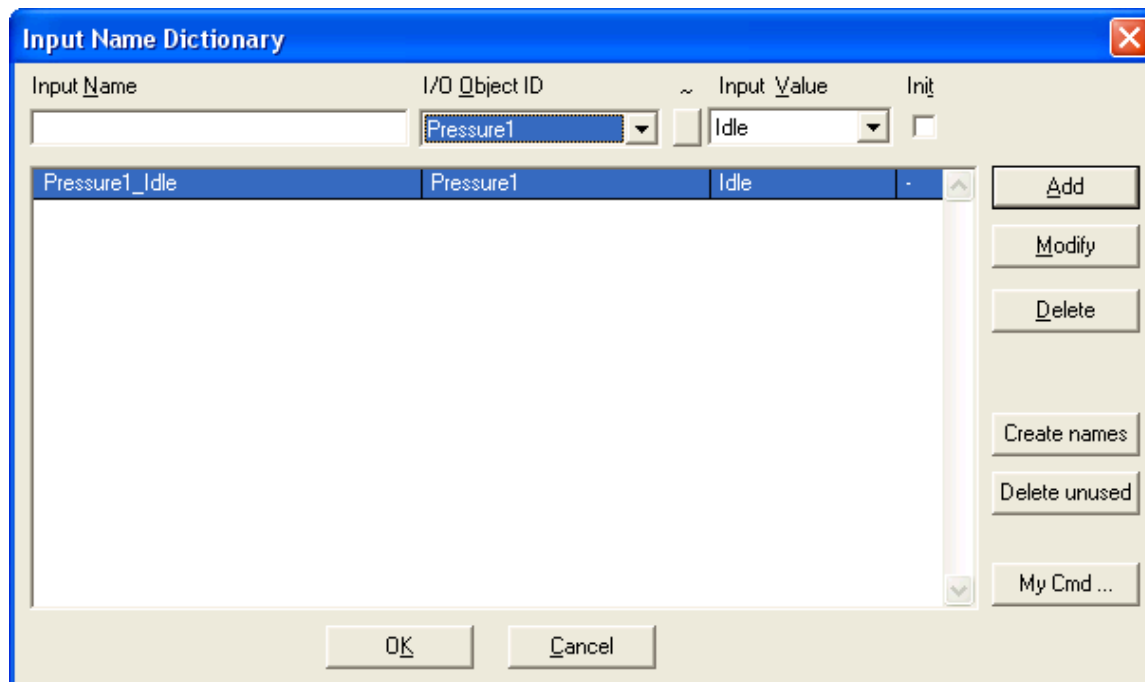 Input Name Dictionary
Input Name I/O Object ID ~ Input Value Init
Pressure1 Idle
Pressure1_Idle Pressure1 Idle -
Add
Modify
Delete
Create names
Delete unused
My Cmd ...
OK Cancel